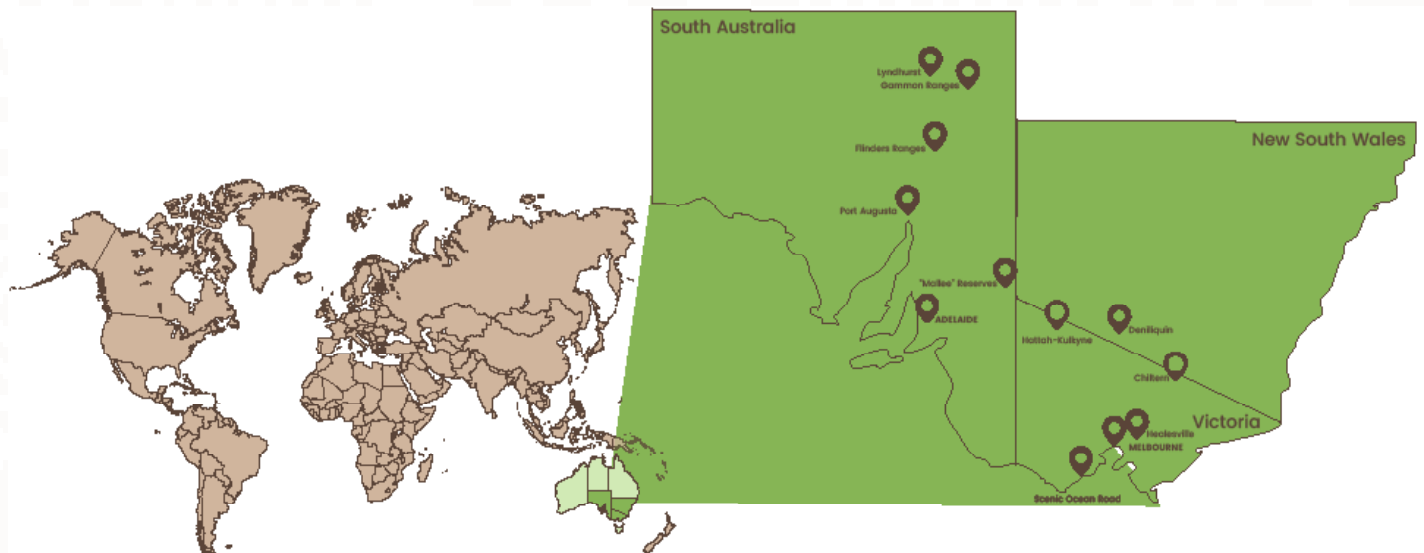 South Australia
Lyndhurst
Gammon Ranges
Flinders Ranges
New South Wales
Port Augusta
"Mallee" Reserves
ADELAIDE
Hattah-Kulkyne
Deniliquin
Chiltern
Victoria
Healesville
MELBOURNE
Scenic Ocean Road